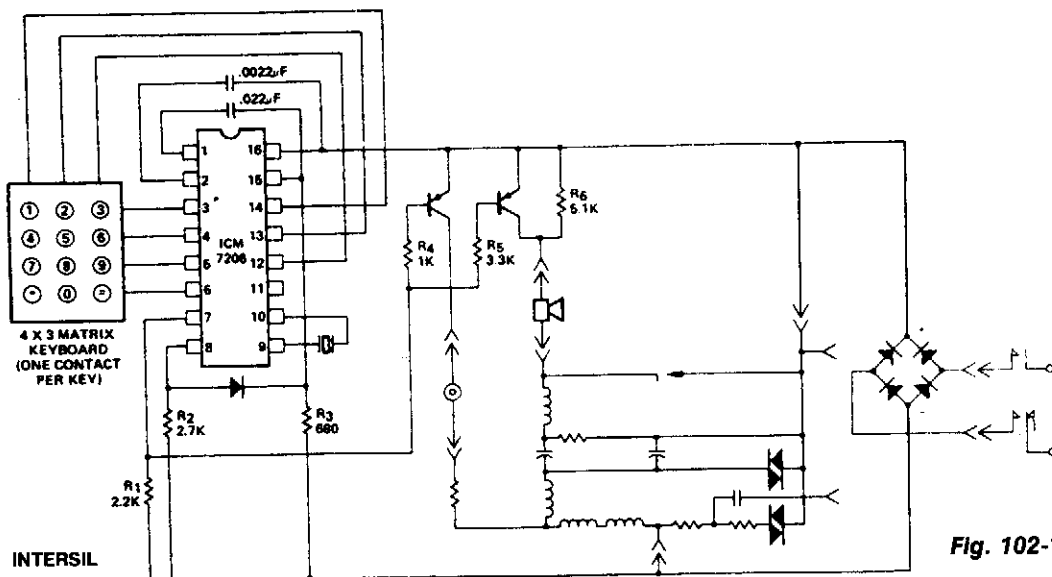 .0022µF
.022µF
1 16
2 15
3 14
4 13
5 12
6 11
7 10
8 9
ICM
7206
1 2 3
4 5 6
7 8 9
* 0 =
4 X 3 MATRIX
KEYBOARD
(ONE CONTACT
PER KEY)
R4
1K
R5
3.3K
R6
5.1K
R2
2.7K
R3
680
R1
2.2K
INTERSIL
Fig. 102-